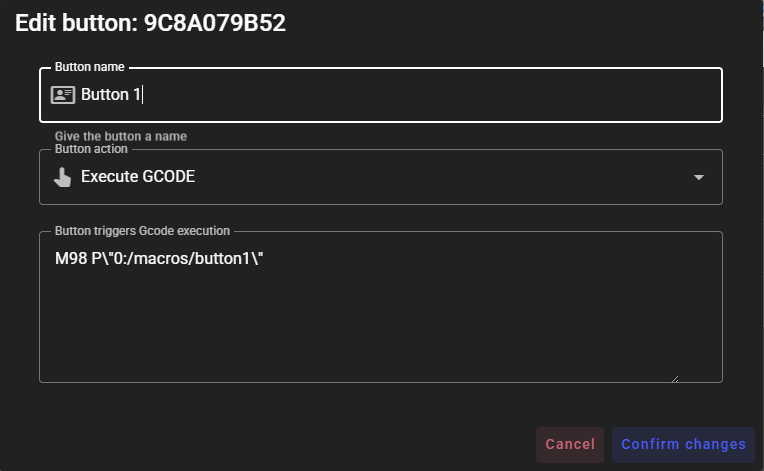 Edit button: 9C8A079B52
Button name
Button 1
Give the button a name
Button action
Execute GCODE
Button triggers Gcode execution
M98 P\"0:/macros/button1\"
Cancel
Confirm changes